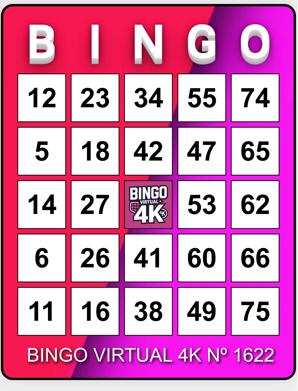 B I N G O
12 23 34 55 74
5 18 42 47 65
14 27 BINGO VIRTUAL 4K 53 62
6 26 41 60 66
11 16 38 49 75
BINGO VIRTUAL 4K Nº 1622